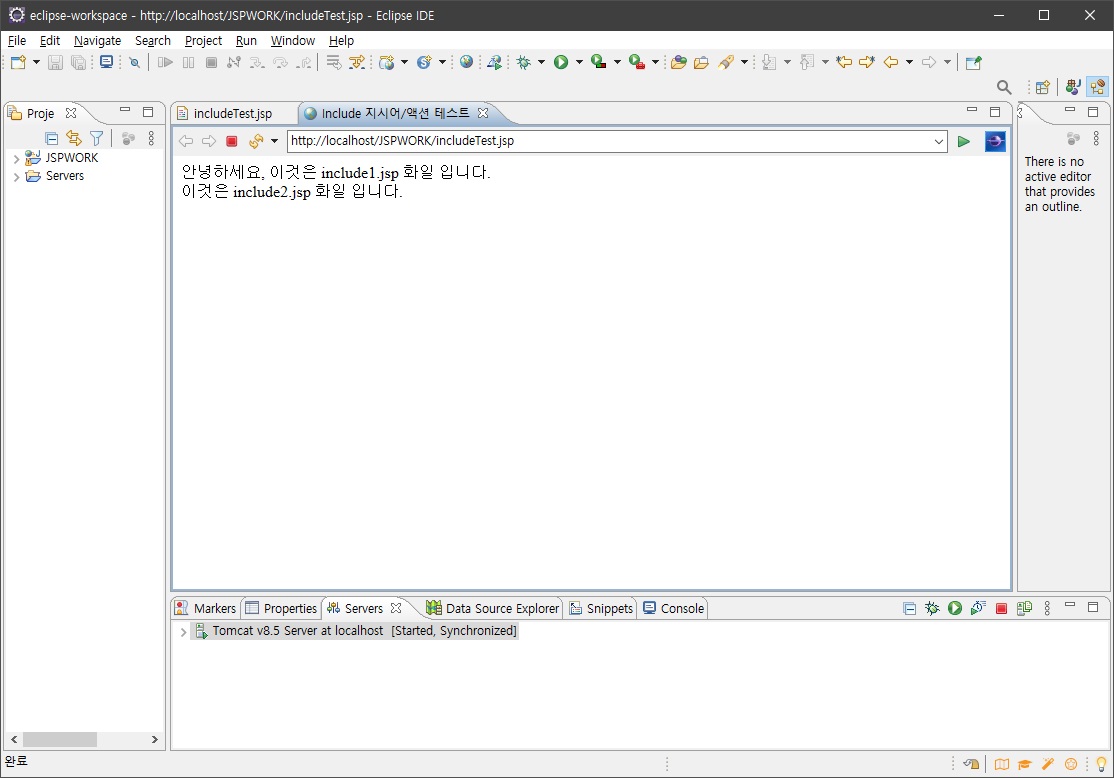 eclipse-workspace - http://localhost/JSPWORK/includeTest.jsp - Eclipse IDE
File Edit Navigate Search Project Run Window Help
Proje
JSPWORK
Servers
includeTest.jsp
Include 지시어/액션 테스트
http://localhost/JSPWORK/includeTest.jsp
안녕하세요, 이것은 include1.jsp 화일 입니다.
이것은 include2.jsp 화일 입니다.
There is no
active editor
that provides
an outline.
Markers Properties Servers Data Source Explorer Snippets Console
Tomcat v8.5 Server at localhost [Started, Synchronized]
완료